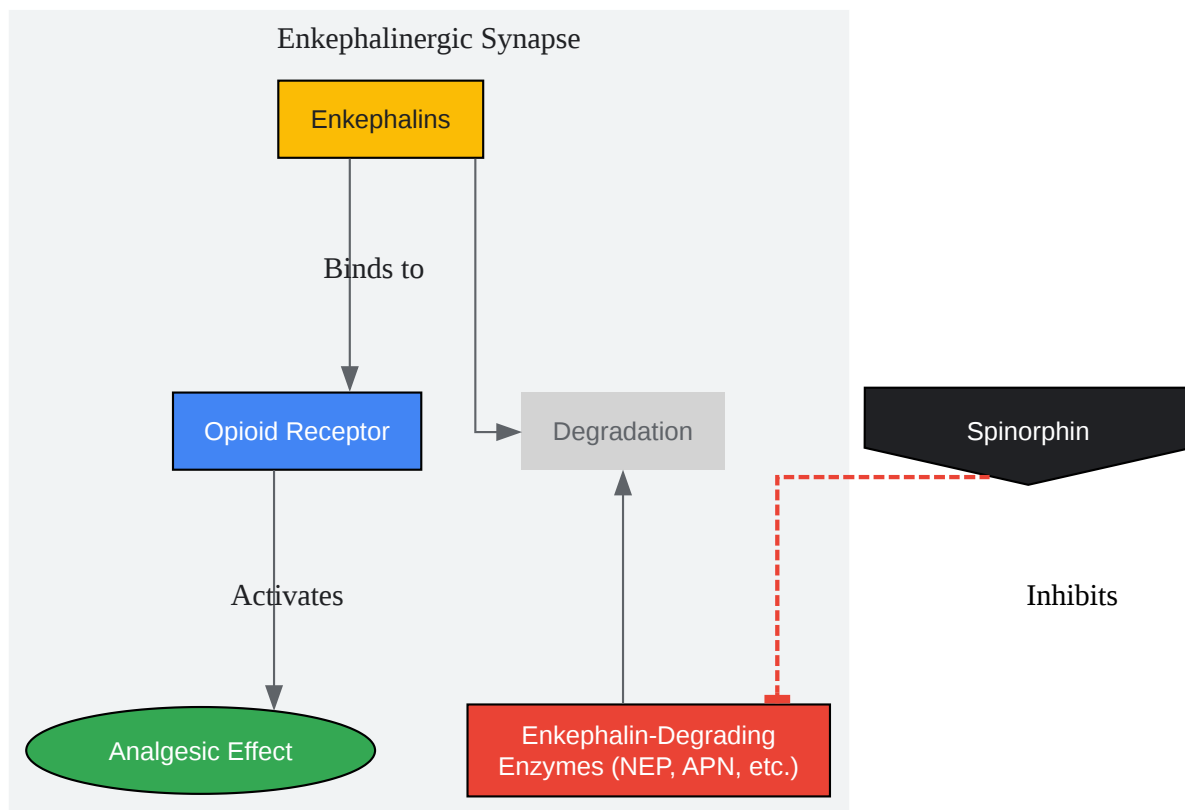 Enkephalinergic Synapse
Enkephalins
Binds to
Opioid Receptor
Degradation
Spinorphin
Activates
Inhibits
Analgesic Effect
Enkephalin-Degrading
Enzymes (NEP, APN, etc.)